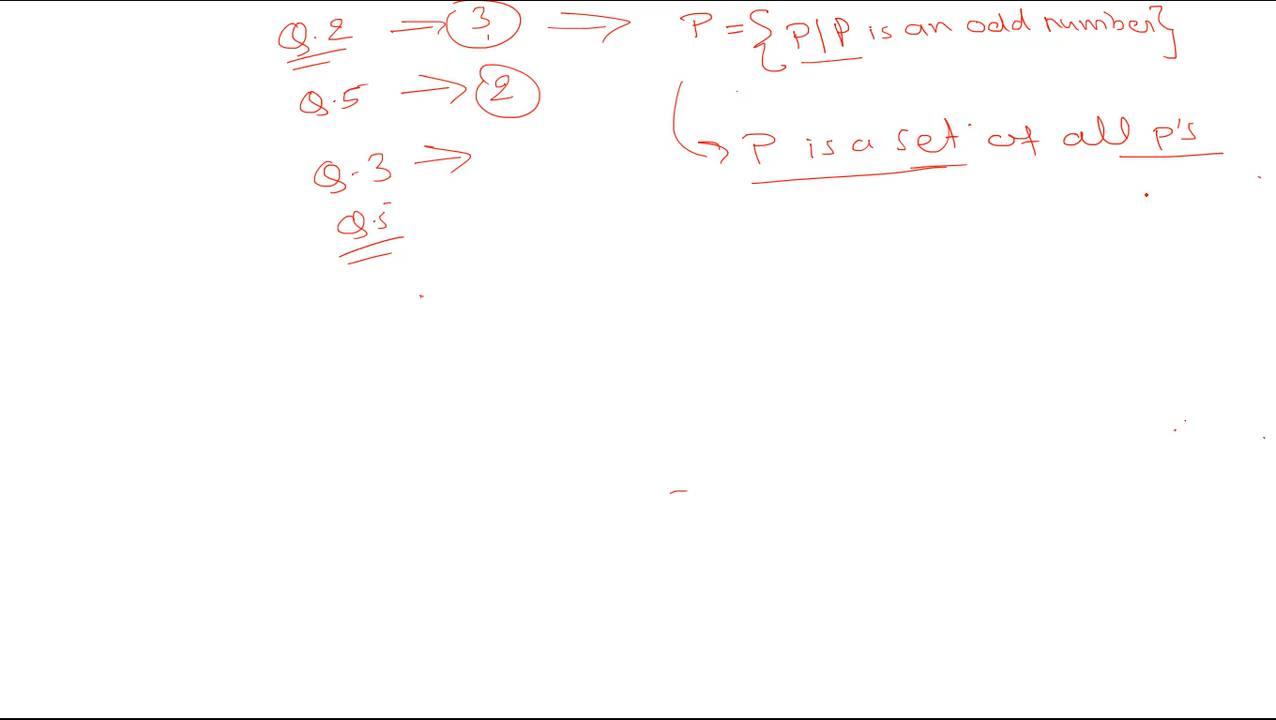 Q.2 → 3 ⇒ P = {P/P is an odd number}
Q.5 → 2
↳ P is a set of all p's
Q.3 →
Q.5